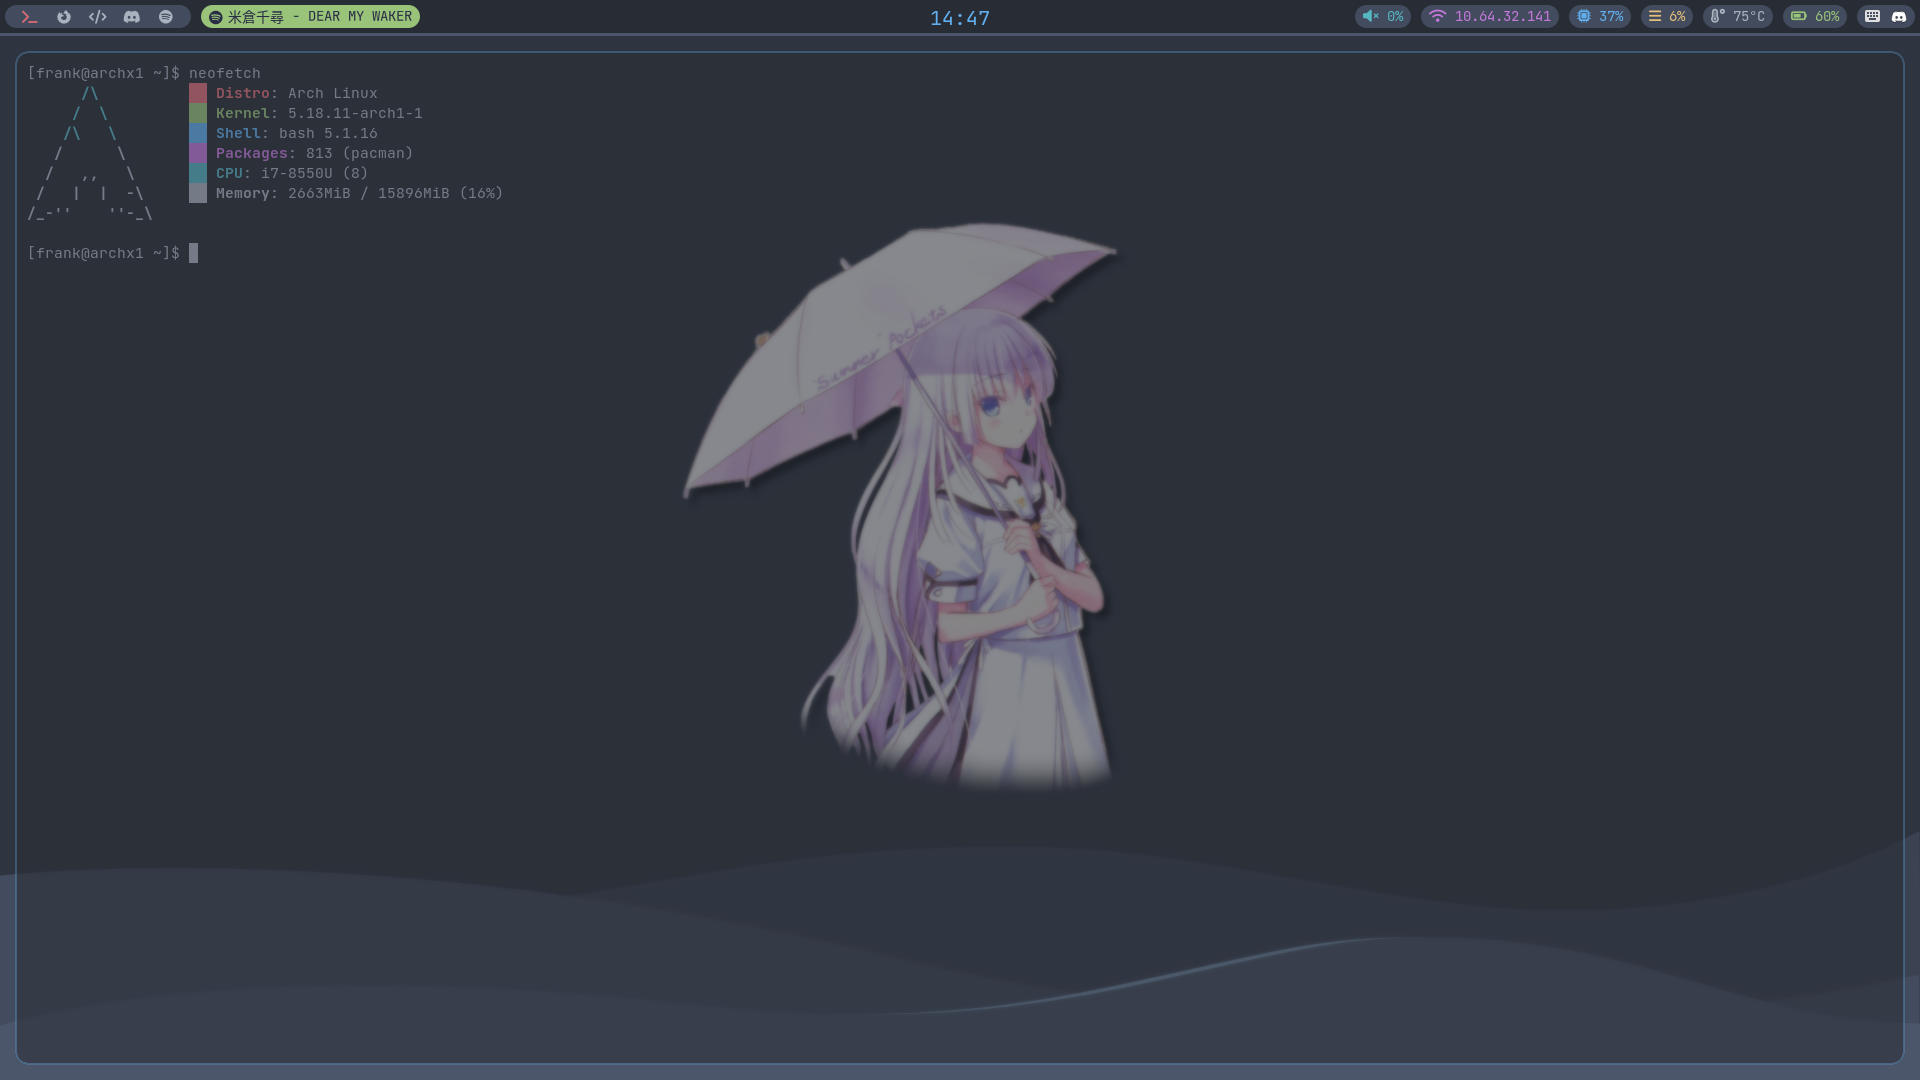 米倉千尋 - DEAR MY WAKER
14:47
0%
10.64.32.141
37%
6%
75°C
60%
[frank@archx1 ~]$ neofetch
/\ Distro: Arch Linux
/ \ Kernel: 5.18.11-arch1-1
/\ \ Shell: bash 5.1.16
/ \ Packages: 813 (pacman)
/ ,, \ CPU: i7-8550U (8)
/ | | -\ Memory: 2663MiB / 15896MiB (16%)
/_-'' ''-_\
[frank@archx1 ~]$
Summer Pockets